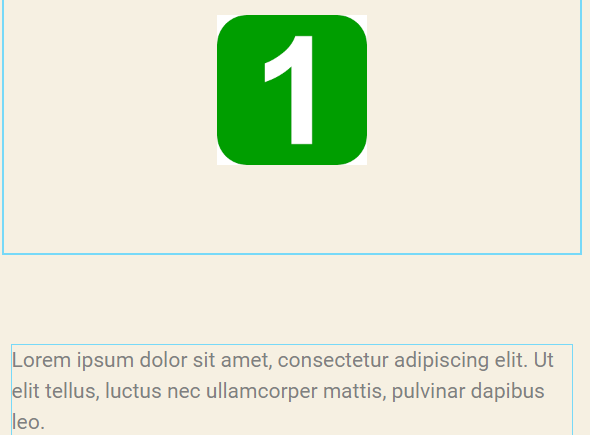 1
Lorem ipsum dolor sit amet, consectetur adipiscing elit. Ut
elit tellus, luctus nec ullamcorper mattis, pulvinar dapibus
leo.